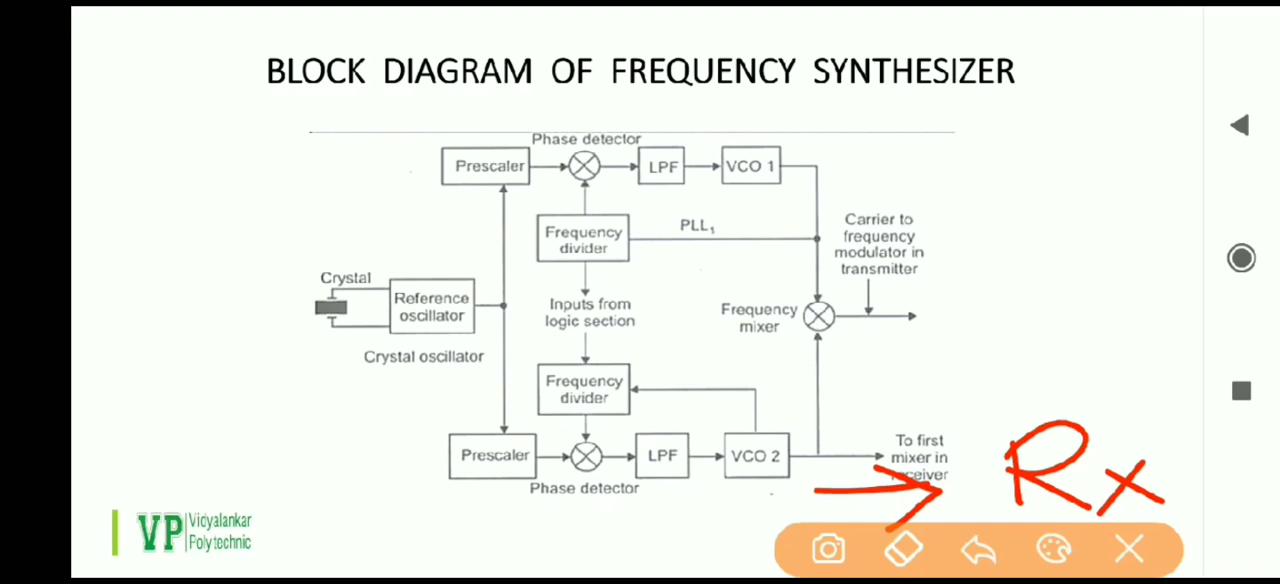 BLOCK DIAGRAM OF FREQUENCY SYNTHESIZER
Phase detector
Prescaler
LPF
VCO 1
Frequency
divider
PLL₁
Carrier to
frequency
modulator in
transmitter
Crystal
Reference
oscillator
Crystal oscillator
Inputs from
logic section
Frequency
mixer
Frequency
divider
Prescaler
LPF
VCO 2
Phase detector
To first
mixer in
receiver
Rx
VP
Vidyalankar
Polytechnic